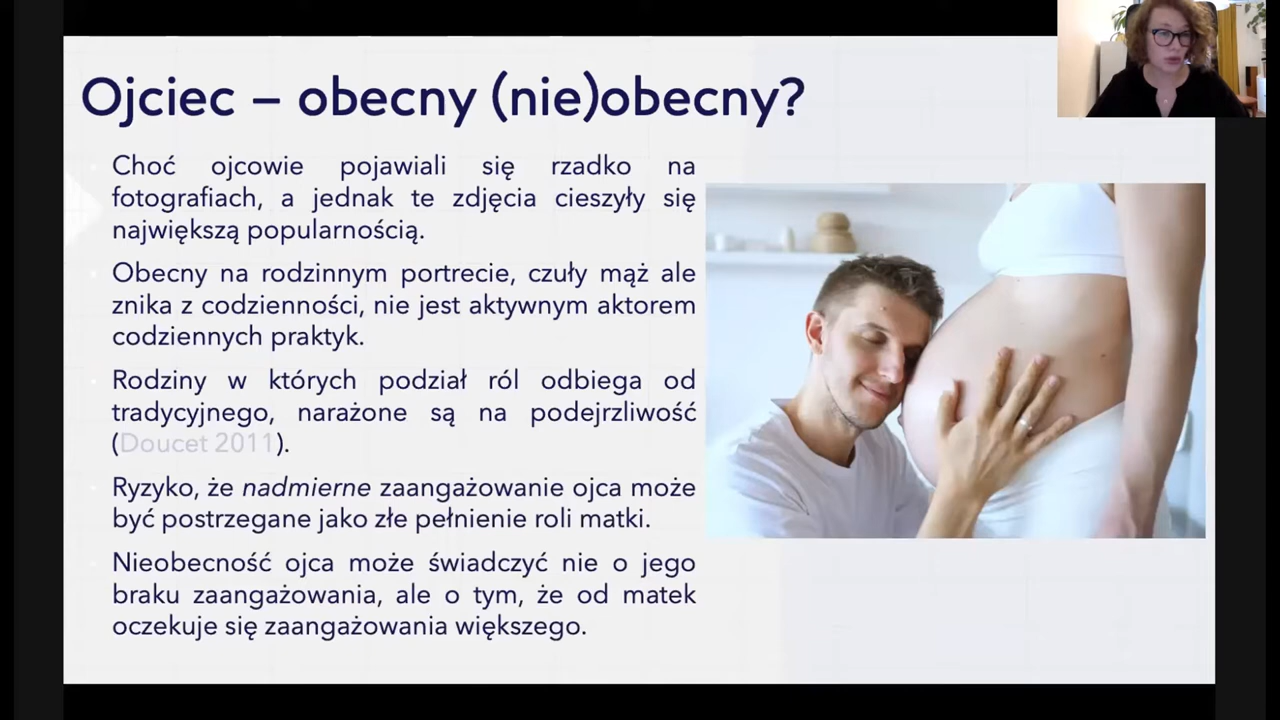 Ojciec – obecny (nie)obecny?
Choć ojcowie pojawiali się rzadko na
fotografiach, a jednak te zdjęcia cieszyły się
największą popularnością.
Obecny na rodzinnym portrecie, czuły mąż ale
znika z codzienności, nie jest aktywnym aktorem
codziennych praktyk.
Rodziny w których podział ról odbiega od
tradycyjnego, narażone są na podejrzliwość
(Doucet 2011).
Ryzyko, że nadmierne zaangażowanie ojca może
być postrzegane jako złe pełnienie roli matki.
Nieobecność ojca może świadczyć nie o jego
braku zaangażowania, ale o tym, że od matek
oczekuje się zaangażowania większego.